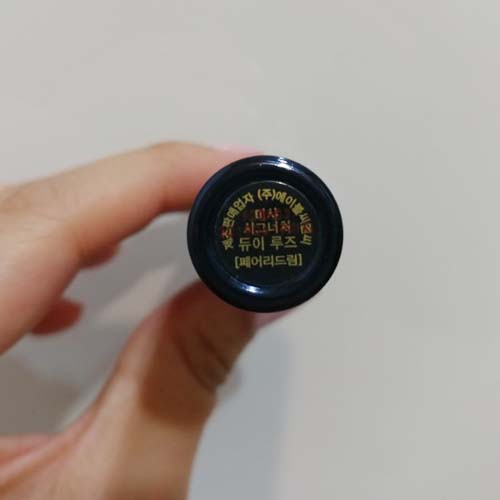 제조판매업자 (주)에이블씨엔씨
미샤
시그너처
듀이 루즈
[페어리드림]